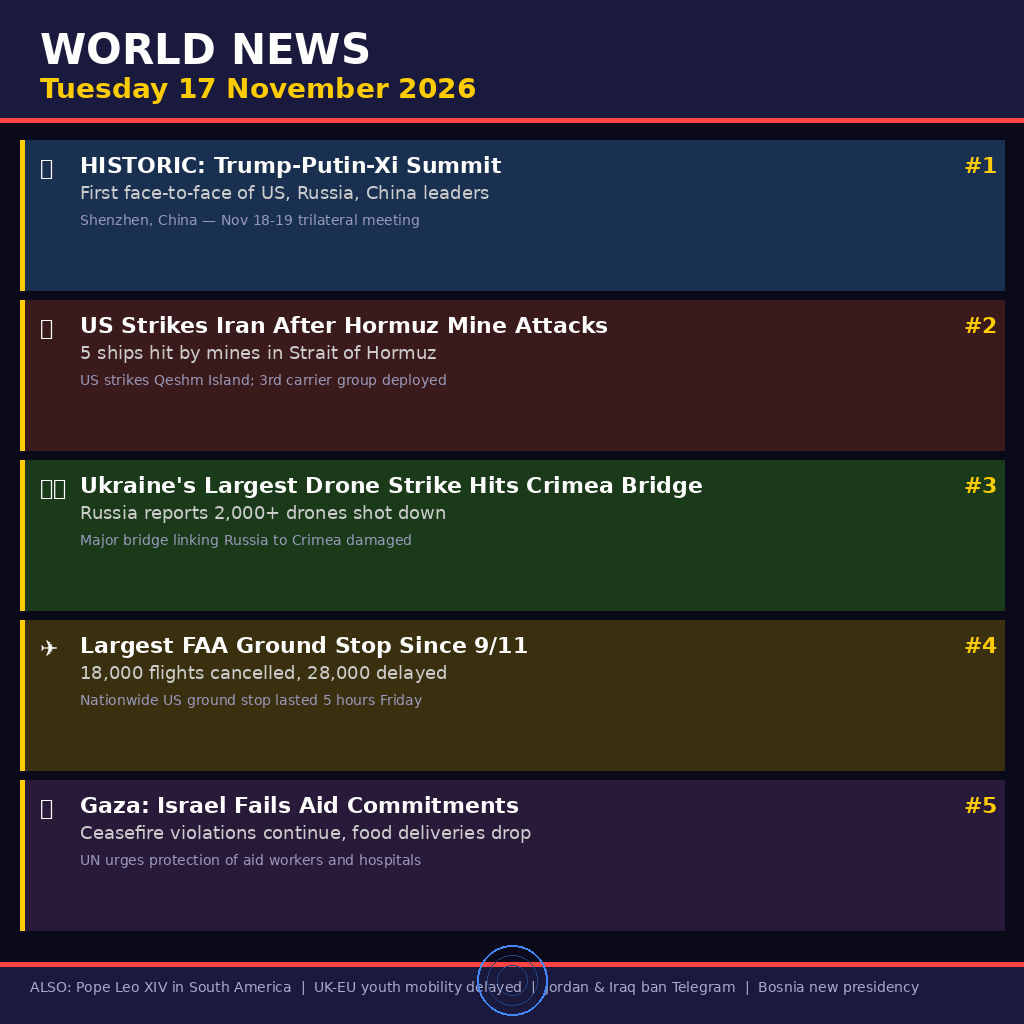 WORLD NEWS
Tuesday 17 November 2026
HISTORIC: Trump-Putin-Xi Summit
#1
First face-to-face of US, Russia, China leaders
Shenzhen, China — Nov 18-19 trilateral meeting
US Strikes Iran After Hormuz Mine Attacks
#2
5 ships hit by mines in Strait of Hormuz
US strikes Qeshm Island; 3rd carrier group deployed
Ukraine's Largest Drone Strike Hits Crimea Bridge
#3
Russia reports 2,000+ drones shot down
Major bridge linking Russia to Crimea damaged
Largest FAA Ground Stop Since 9/11
#4
18,000 flights cancelled, 28,000 delayed
Nationwide US ground stop lasted 5 hours Friday
Gaza: Israel Fails Aid Commitments
#5
Ceasefire violations continue, food deliveries drop
UN urges protection of aid workers and hospitals
ALSO: Pope Leo XIV in South America | UK-EU youth mobility delayed | Jordan & Iraq ban Telegram | Bosnia new presidency